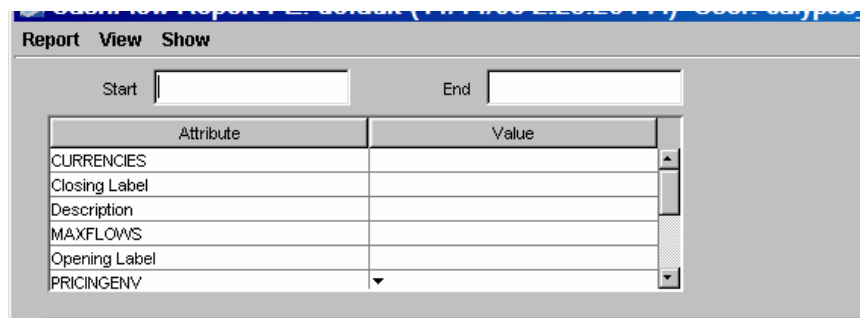 Report View Show
Start End
Attribute Value
CURRENCIES
Closing Label
Description
MAXFLOWS
Opening Label
PRICINGENV